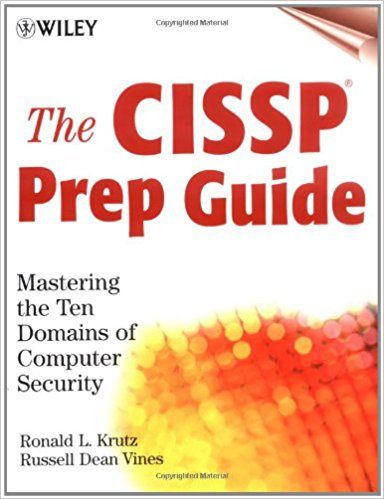 Copyrighted Material
WILEY
The CISSP®
Prep Guide
Mastering
the Ten
Domains of
Computer
Security
Ronald L. Krutz
Russell Dean Vines
Copyrighted Material